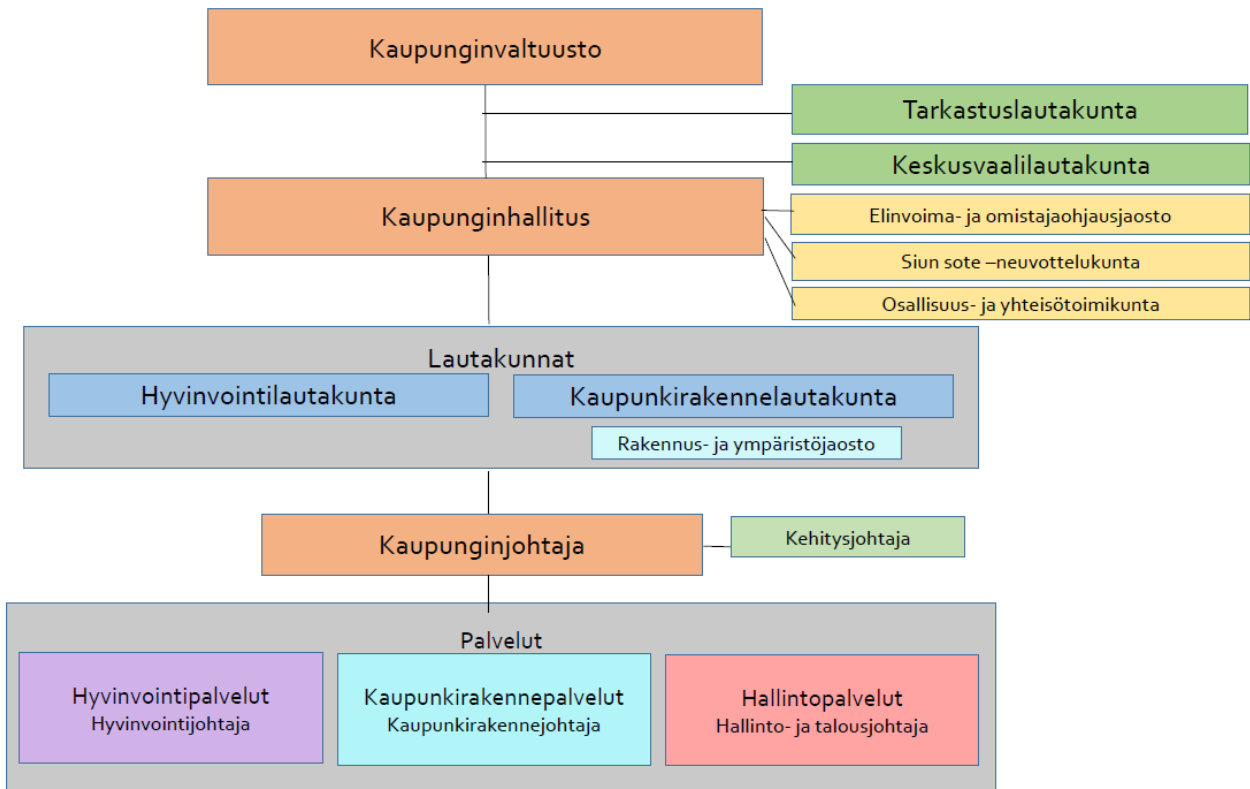 Kaupunginvaltuusto
Tarkastuslautakunta
Keskusvaalilautakunta
Kaupunginhallitus
Elinvoima- ja omistajaohjausjaosto
Siun sote –neuvottelukunta
Osallisuus- ja yhteisötoimikunta
Lautakunnat
Hyvinvointilautakunta
Kaupunkirakennelautakunta
Rakennus- ja ympäristöjaosto
Kaupunginjohtaja
Kehitysjohtaja
Palvelut
Hyvinvointipalvelut
Hyvinvointijohtaja
Kaupunkirakennepalvelut
Kaupunkirakennejohtaja
Hallintopalvelut
Hallinto- ja talousjohtaja